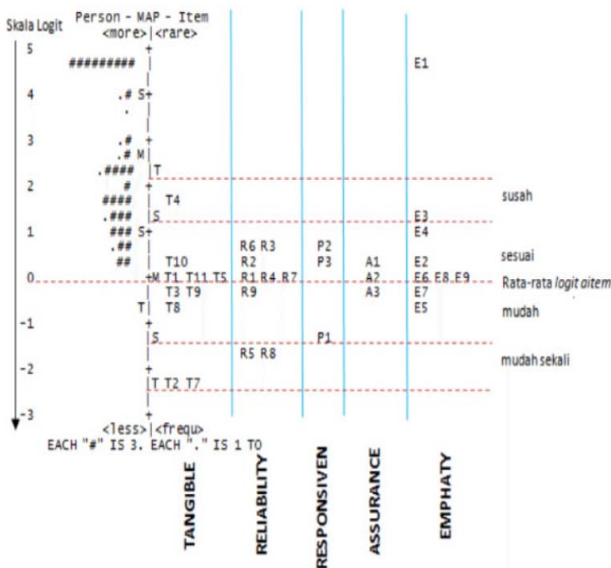 Skala Logit
Person - MAP - Item
<more>|<rare>
5 +
######### | E1
4 .# S+
. |
3 .# +
.# M|
.#### |T
2 # +
#### | T4 susah
.### |S E3
1 ### S+ E4
.## | R6 R3 P2
## | T10 R2 P3 A1 E2 sesuai
0 +M T1 T11 T5 R1 R4 R7 A2 E6 E8 E9 Rata-rata logit aitem
| T3 T9 R9 A3 E7
T| T8 E5 mudah
-1 +
|S P1
| R5 R8 mudah sekali
-2 +
|T T2 T7
-3 +
<less>|<frequ>
EACH "#" IS 3. EACH "." IS 1 TO
TANGIBLE
RELIABILITY
RESPONSIVEN
ASSURANCE
EMPHATY